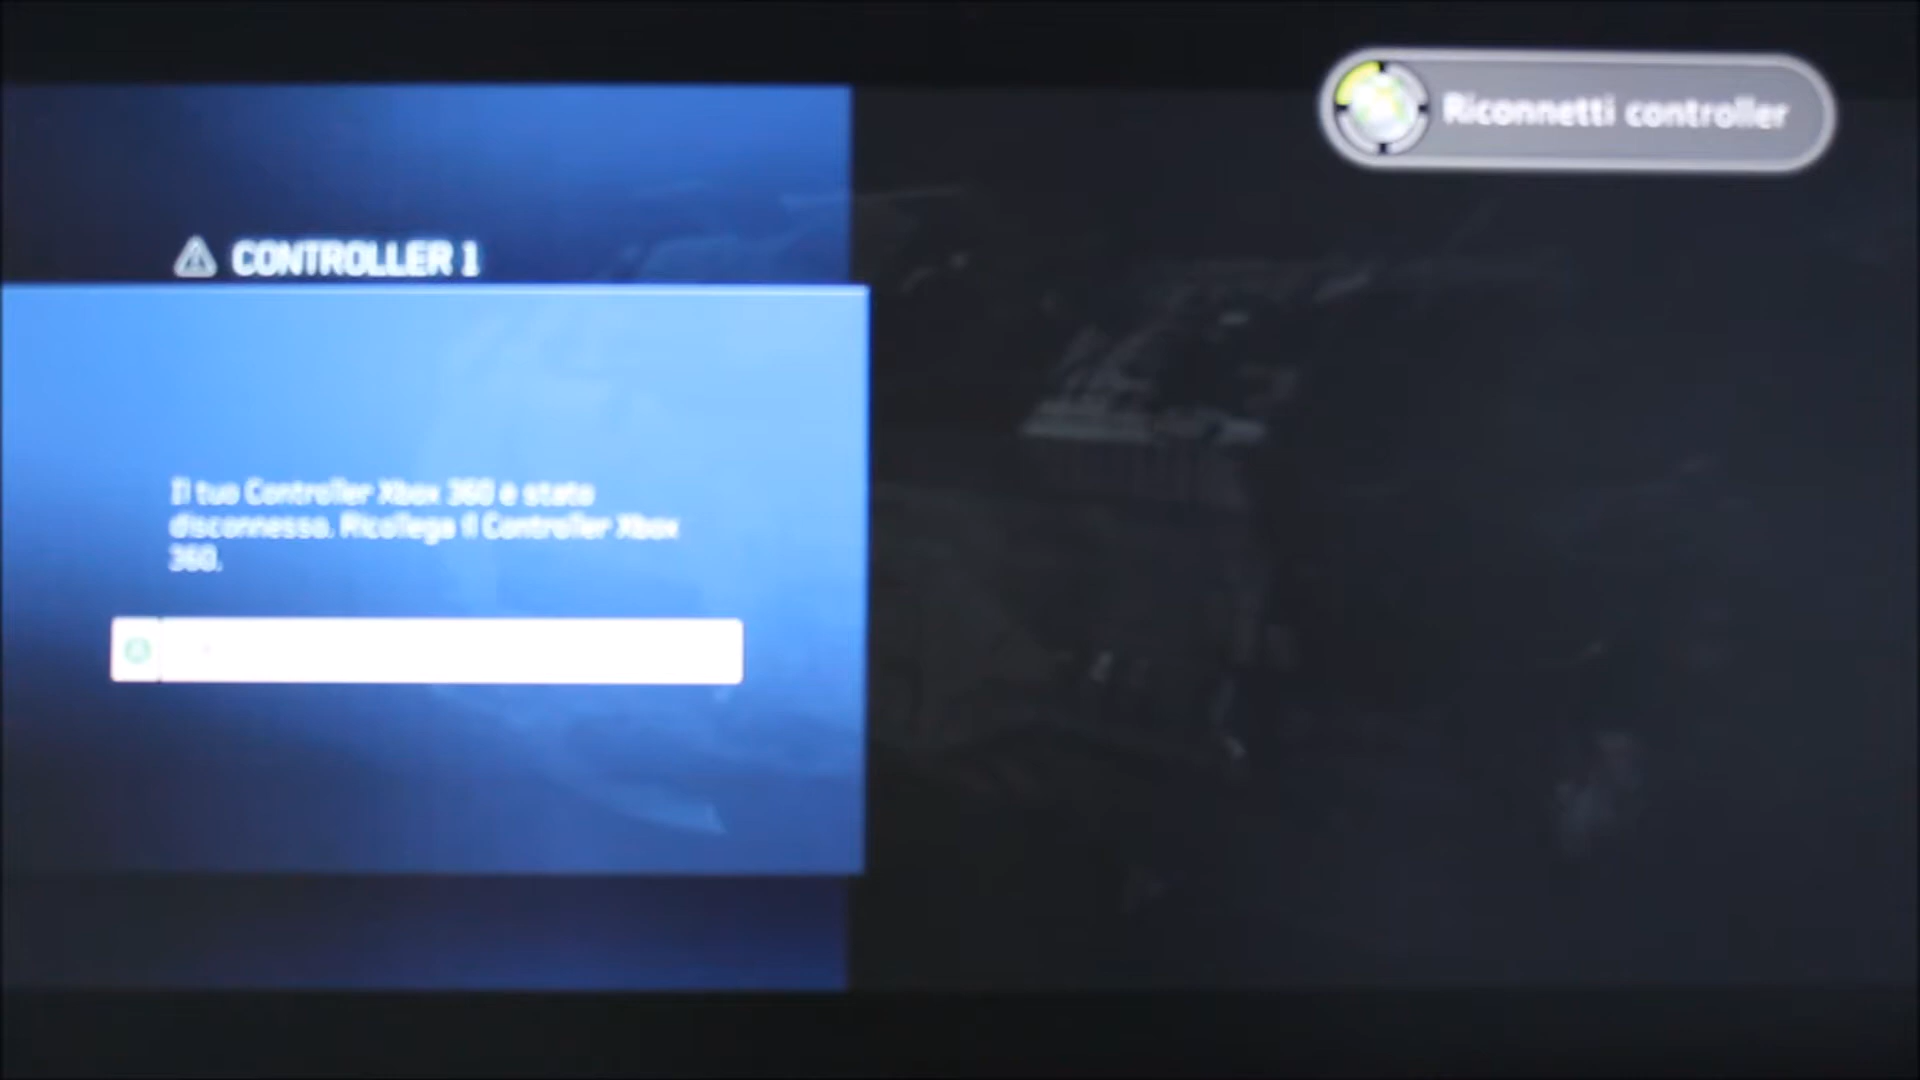 Riconnetti controller
CONTROLLER 1
Il tuo Controller Xbox 360 è stato
disconnesso. Ricollega il Controller Xbox
360.